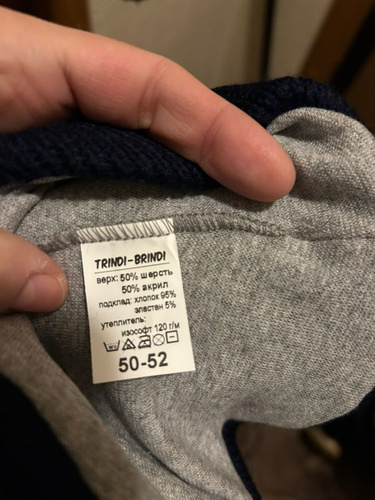 TRINDI-BRINDI
верх: 50% шерсть
50% акрил
подклад: хлопок 95%
эластан 5%
утеплитель:
изософт 120 г/м
50-52